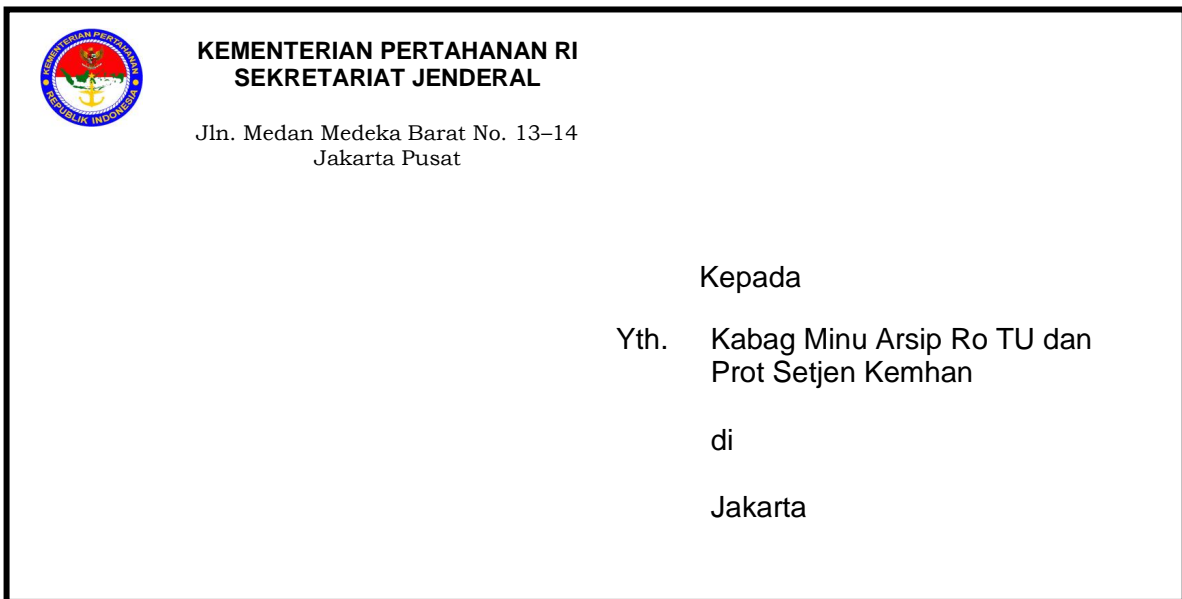 KEMENTERIAN PERTAHANAN
REPUBLIK INDONESIA
KEMENTERIAN PERTAHANAN RI
SEKRETARIAT JENDERAL
Jln. Medan Medeka Barat No. 13–14
Jakarta Pusat
Kepada
Yth. Kabag Minu Arsip Ro TU dan
Prot Setjen Kemhan
di
Jakarta